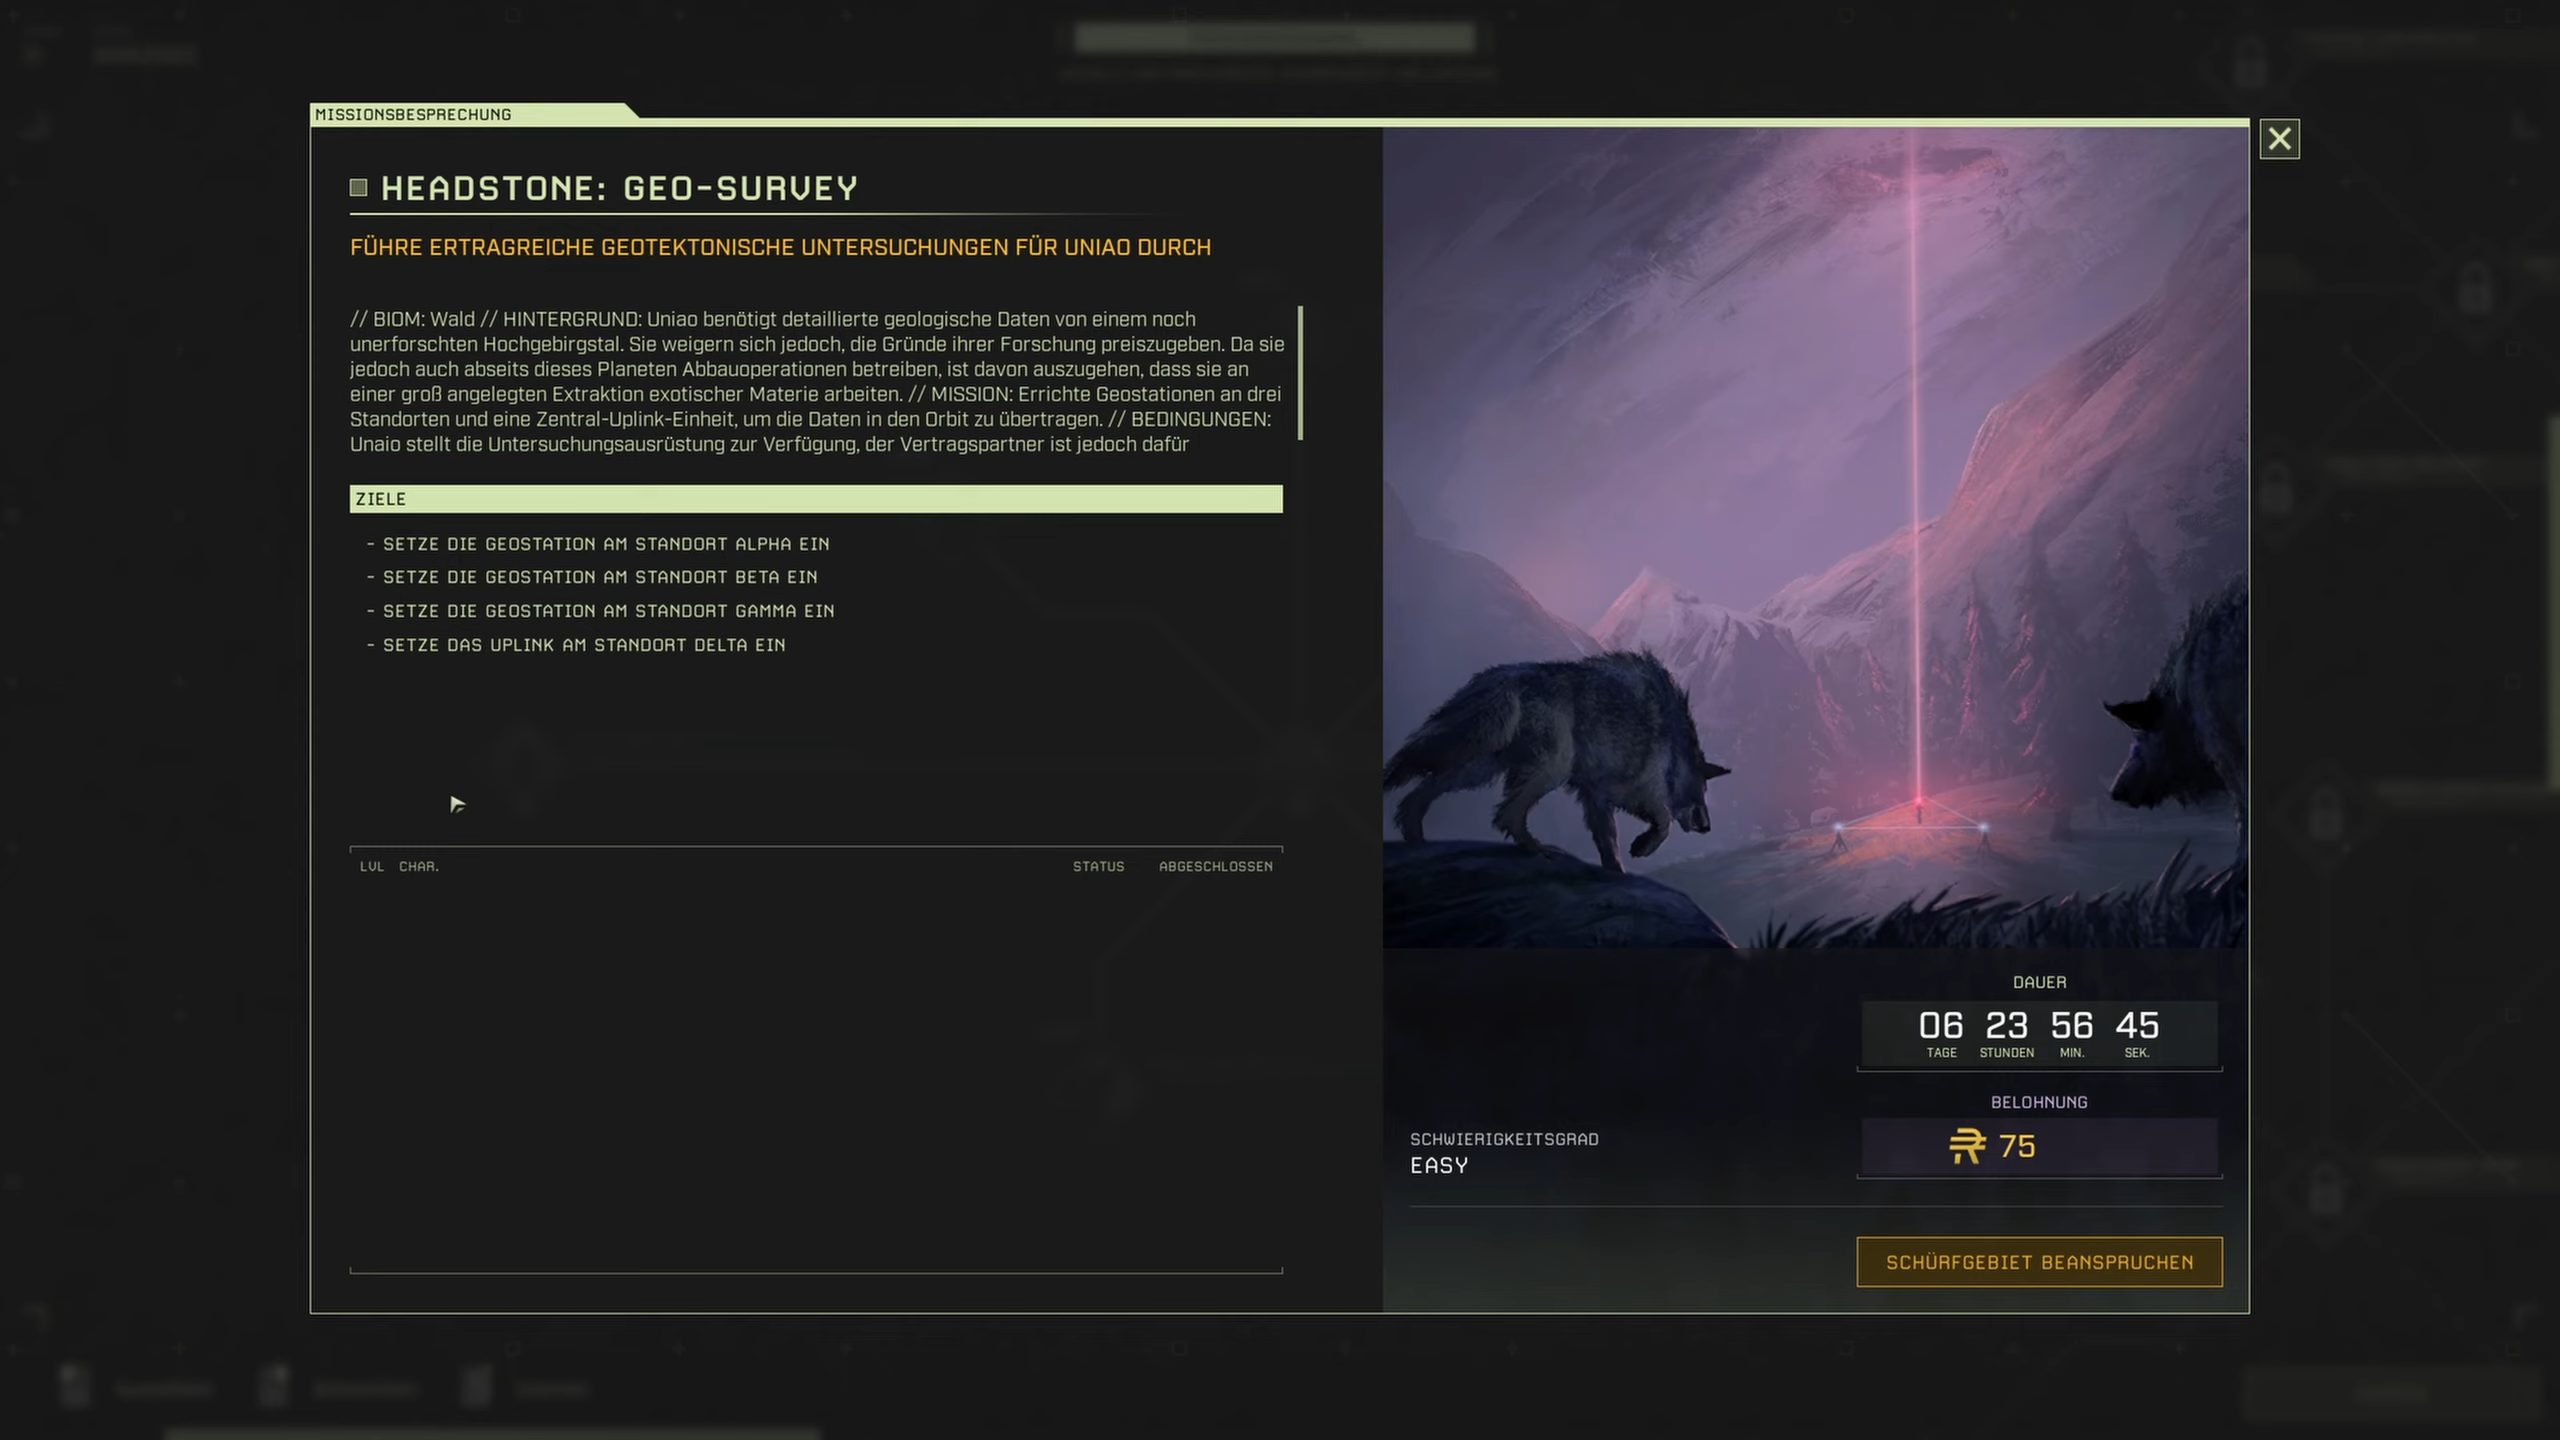 MISSIONSBESPRECHUNG
HEADSTONE: GEO-SURVEY
FÜHRE ERTRAGREICHE GEOTEKTONISCHE UNTERSUCHUNGEN FÜR UNIAO DURCH
// BIOM: Wald // HINTERGRUND: Uniao benötigt detaillierte geologische Daten von einem noch
unerforschten Hochgebirgstal. Sie weigern sich jedoch, die Gründe ihrer Forschung preiszugeben. Da sie
jedoch auch abseits dieses Planeten Abbauoperationen betreiben, ist davon auszugehen, dass sie an
einer groß angelegten Extraktion exotischer Materie arbeiten. // MISSION: Errichte Geostationen an drei
Standorten und eine Zentral-Uplink-Einheit, um die Daten in den Orbit zu übertragen. // BEDINGUNGEN:
Unaio stellt die Untersuchungsausrüstung zur Verfügung, der Vertragspartner ist jedoch dafür
ZIELE
- SETZE DIE GEOSTATION AM STANDORT ALPHA EIN
- SETZE DIE GEOSTATION AM STANDORT BETA EIN
- SETZE DIE GEOSTATION AM STANDORT GAMMA EIN
- SETZE DAS UPLINK AM STANDORT DELTA EIN
LVL CHAR. STATUS ABGESCHLOSSEN
DAUER
06 23 56 45
TAGE STUNDEN MIN. SEK.
BELOHNUNG
75
SCHWIERIGKEITSGRAD
EASY
SCHÜRFGEBIET BEANSPRUCHEN